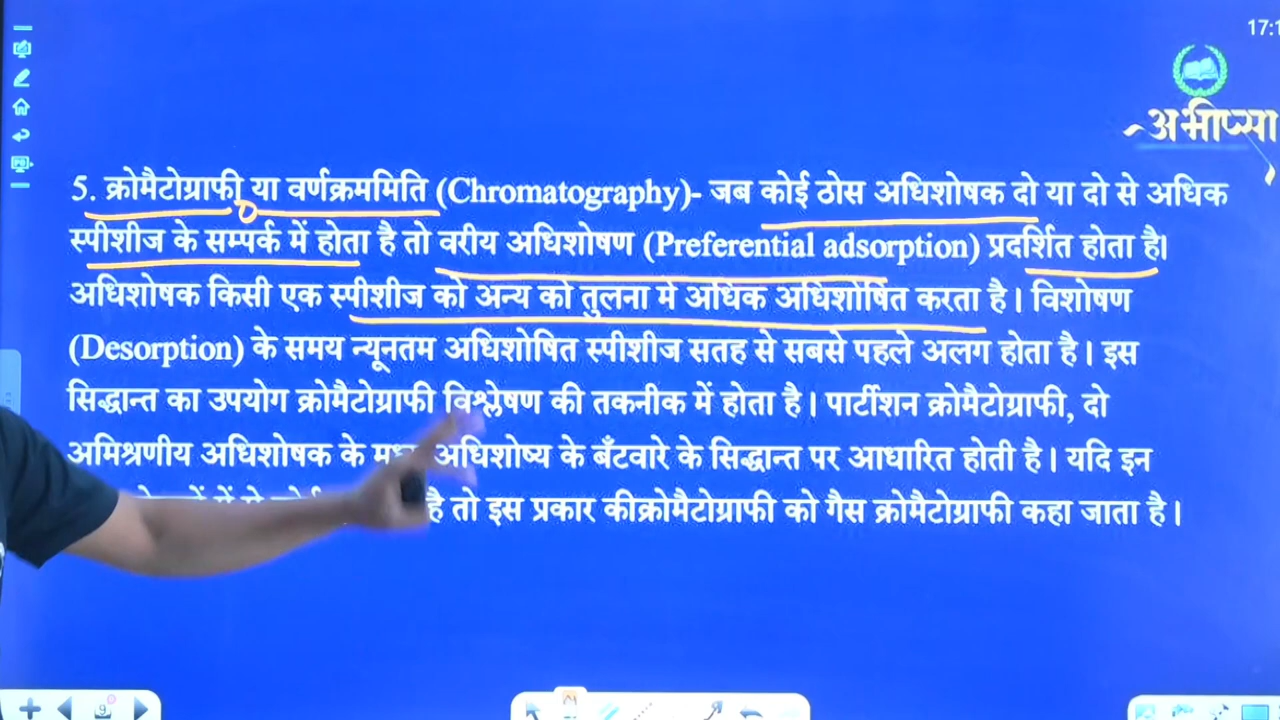 17:1
अभीप्सा
5. क्रोमैटोग्राफी या वर्णक्रममिति (Chromatography)- जब कोई ठोस अधिशोषक दो या दो से अधिक
स्पीशीज के सम्पर्क में होता है तो वरीय अधिशोषण (Preferential adsorption) प्रदर्शित होता है।
अधिशोषक किसी एक स्पीशीज को अन्य की तुलना में अधिक अधिशोषित करता है। विशोषण
(Desorption) के समय न्यूनतम अधिशोषित स्पीशीज सतह से सबसे पहले अलग होता है। इस
सिद्धान्त का उपयोग क्रोमैटोग्राफी विश्लेषण की तकनीक में होता है। पार्टीशन क्रोमैटोग्राफी, दो
अमिश्रणीय अधिशोषक के अधिशोष्य के बँटवारे के सिद्धान्त पर आधारित होती है। यदि इन
है तो इस प्रकार कीक्रोमैटोग्राफी को गैस क्रोमैटोग्राफी कहा जाता है।
9